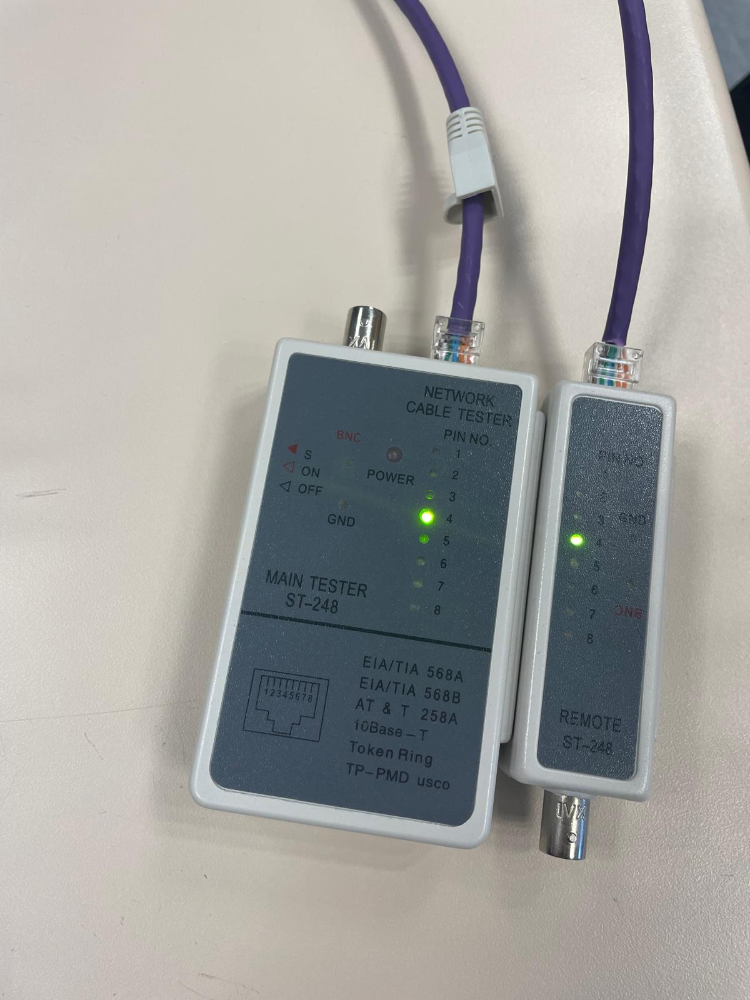 NETWORK
CABLE TESTER
PIN NO.
BNC
S
ON
OFF
POWER
GND
1
2
3
4
5
6
7
8
MAIN TESTER
ST-248
12345678
EIA/TIA 568A
EIA/TIA 568B
AT & T 258A
10Base-T
Token Ring
TP-PMD usco
PIN NO.
1
2
3
GND
4
5
6
7
BNC
8
REMOTE
ST-248